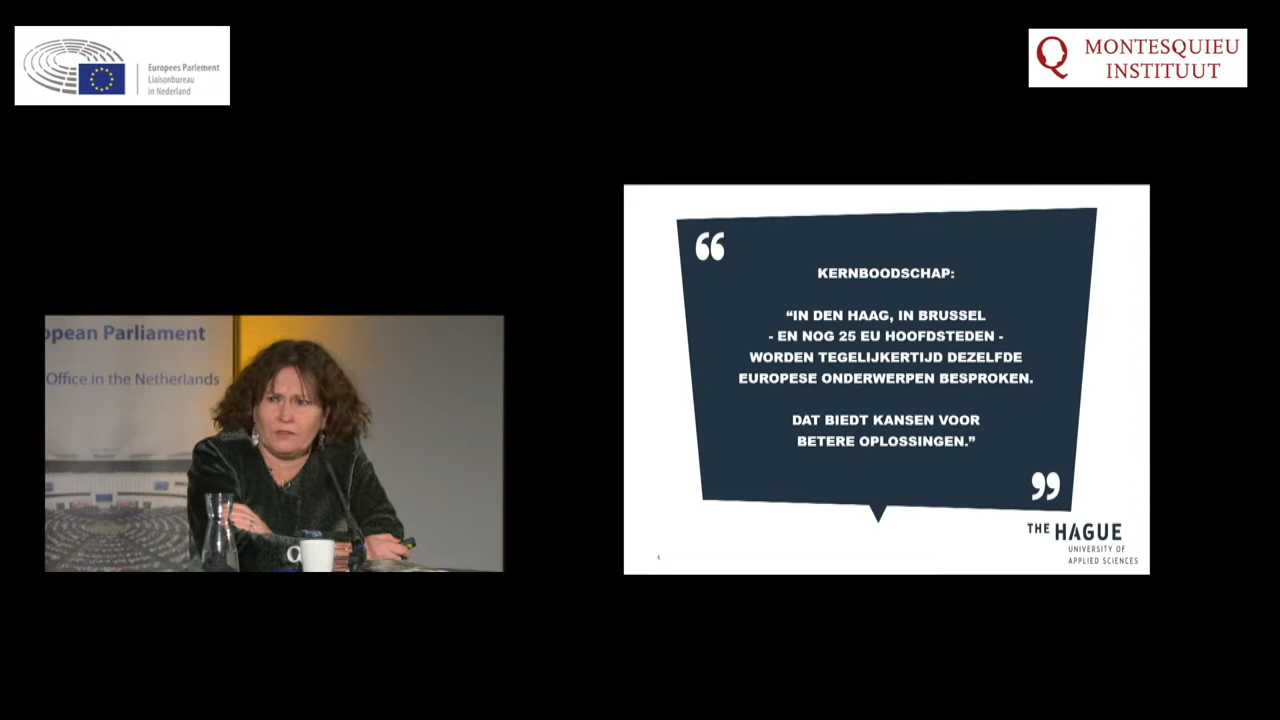 Europees Parlement
Liaisonbureau
in Nederland
MONTESQUIEU
INSTITUUT
opean Parliament
Office in the Netherlands
KERNBOODSCHAP:
“IN DEN HAAG, IN BRUSSEL
- EN NOG 25 EU HOOFDSTEDEN -
WORDEN TEGELIJKERTIJD DEZELFDE
EUROPESE ONDERWERPEN BESPROKEN.
DAT BIEDT KANSEN VOOR
BETERE OPLOSSINGEN.”
THE HAGUE
UNIVERSITY OF
APPLIED SCIENCES